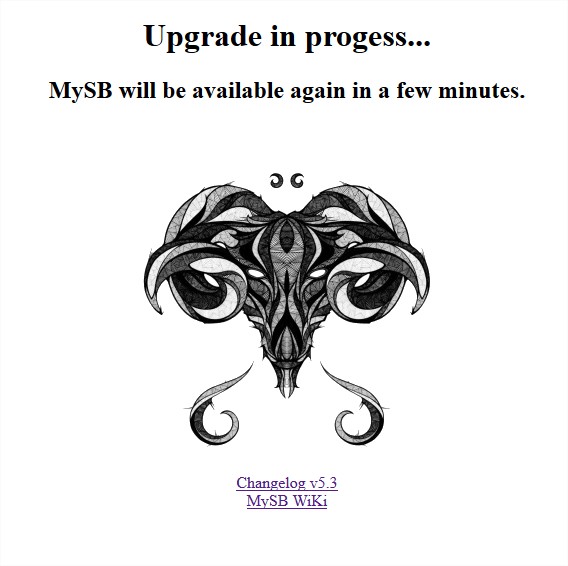 Upgrade in progess...
MySB will be available again in a few minutes.
Changelog v5.3
MySB WiKi